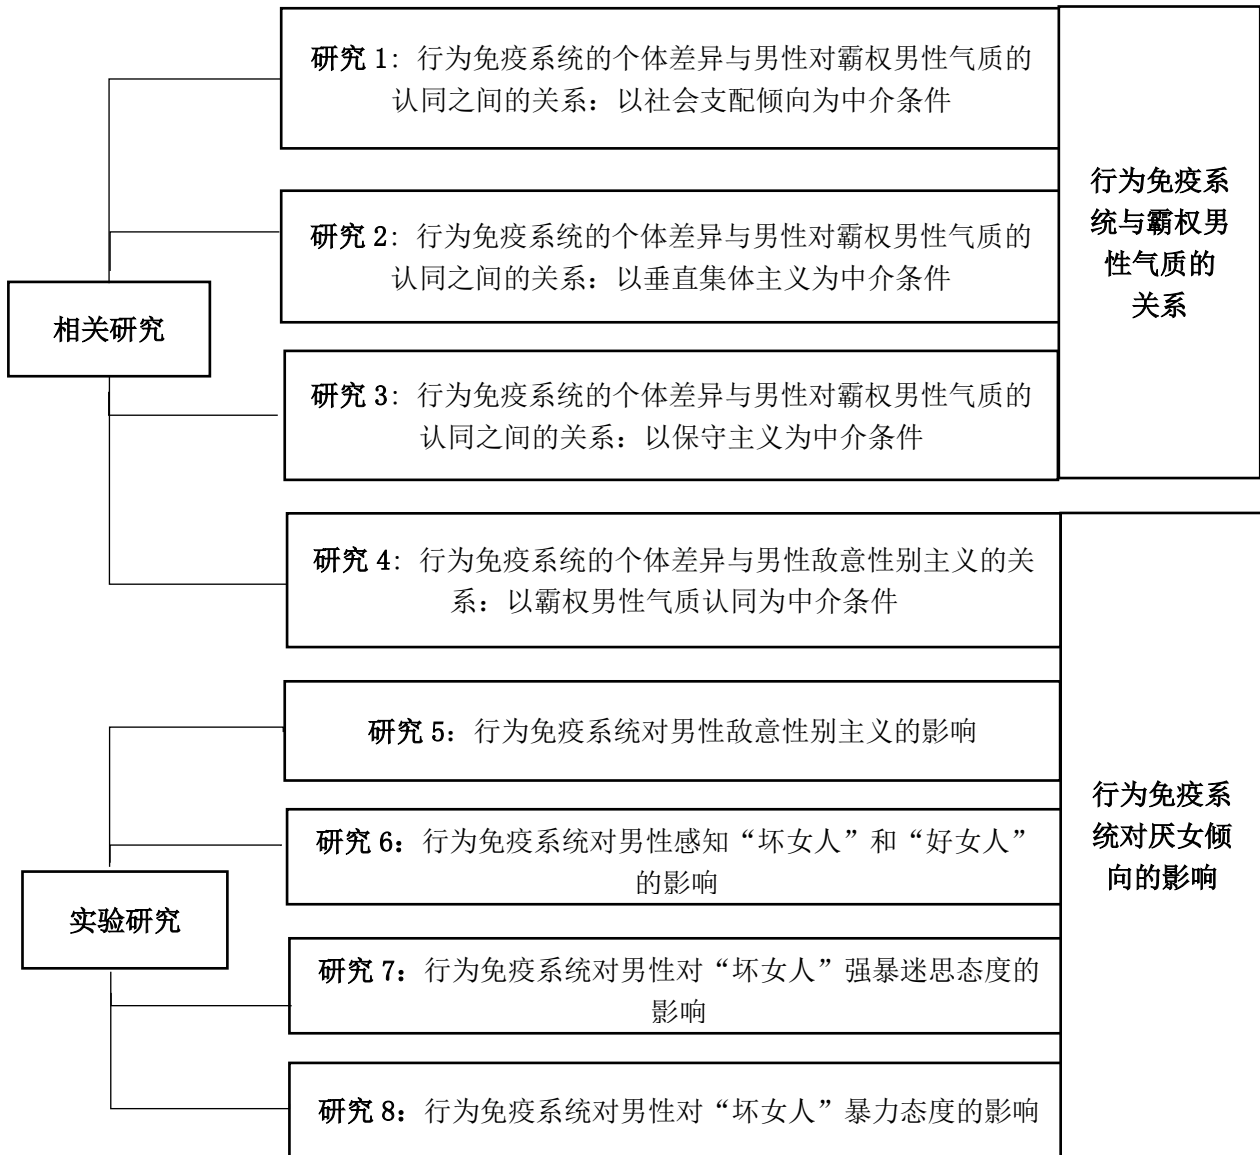 研究 1: 行为免疫系统的个体差异与男性对霸权男性气质的
认同之间的关系：以社会支配倾向为中介条件
研究 2: 行为免疫系统的个体差异与男性对霸权男性气质的
认同之间的关系：以垂直集体主义为中介条件
研究 3: 行为免疫系统的个体差异与男性对霸权男性气质的
认同之间的关系：以保守主义为中介条件
行为免疫系
统与霸权男
性气质的
关系
相关研究
研究 4: 行为免疫系统的个体差异与男性敌意性别主义的关
系：以霸权男性气质认同为中介条件
研究 5：行为免疫系统对男性敌意性别主义的影响
研究 6：行为免疫系统对男性感知“坏女人”和“好女人”
的影响
研究 7：行为免疫系统对男性对“坏女人”强暴迷思态度的
影响
研究 8：行为免疫系统对男性对“坏女人”暴力态度的影响
行为免疫系
统对厌女倾
向的影响
实验研究